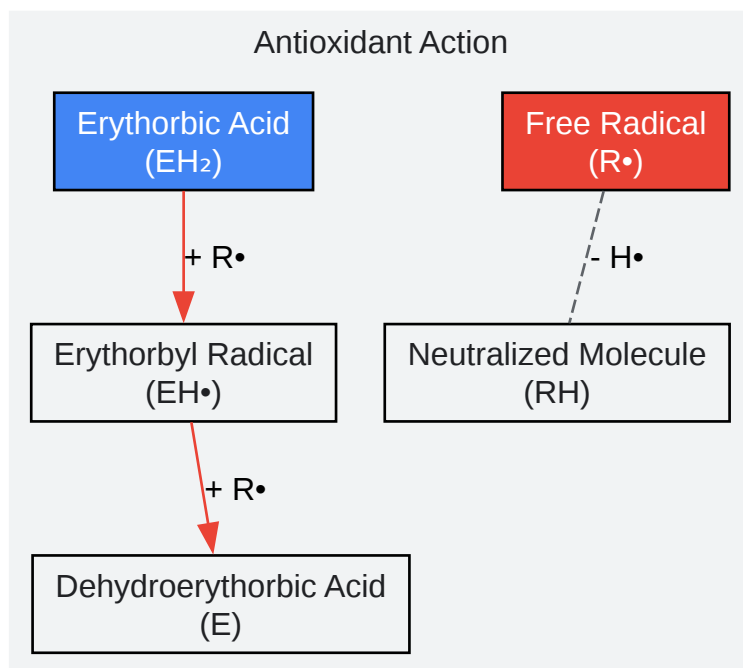 Antioxidant Action
Erythorbic Acid
(EH₂)
Free Radical
(R•)
+ R•
- H•
Erythorbyl Radical
(EH•)
Neutralized Molecule
(RH)
+ R•
Dehydroerythorbic Acid
(E)